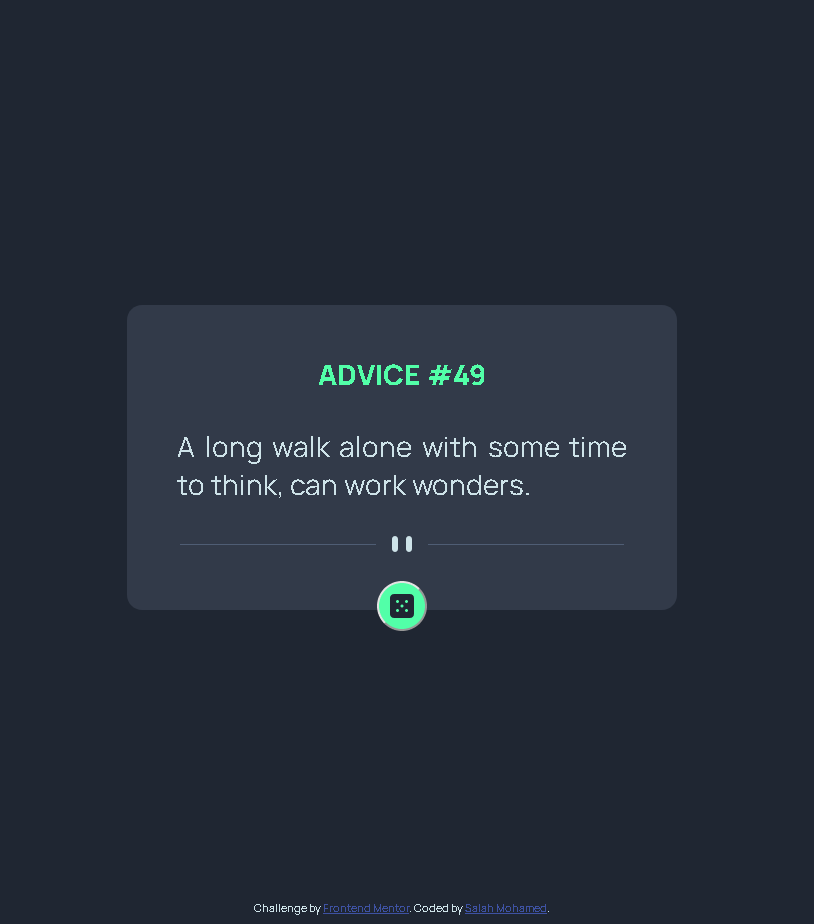 ADVICE #49
A long walk alone with some time
to think, can work wonders.
Challenge by Frontend Mentor. Coded by Salah Mohamed.